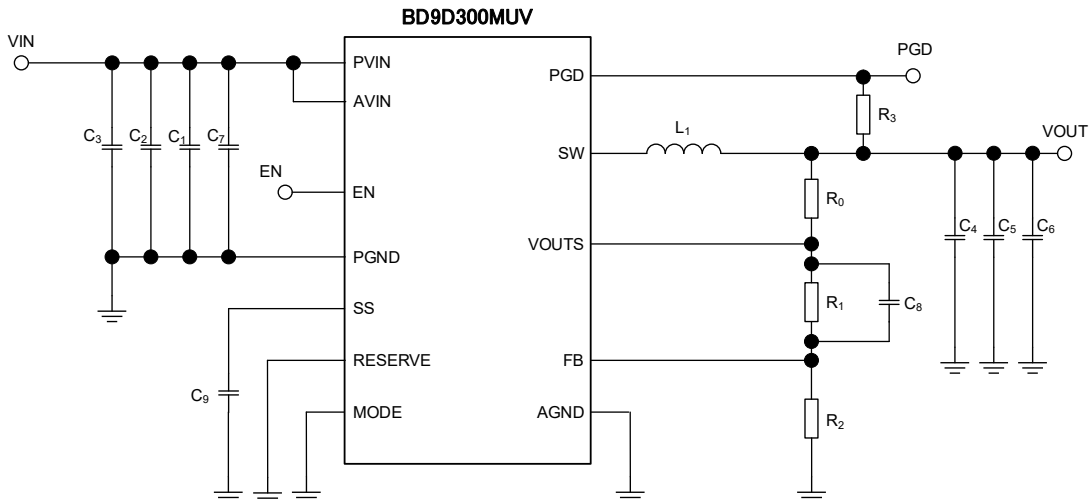 BD9D300MUV
VIN
PGD
PVIN
PGD
AVIN
R3
C3
C2
C1
C7
L1
VOUT
SW
EN
EN
R0
C4
C5
C6
VOUTS
PGND
R1
C8
SS
RESERVE
FB
C9
MODE
AGND
R2